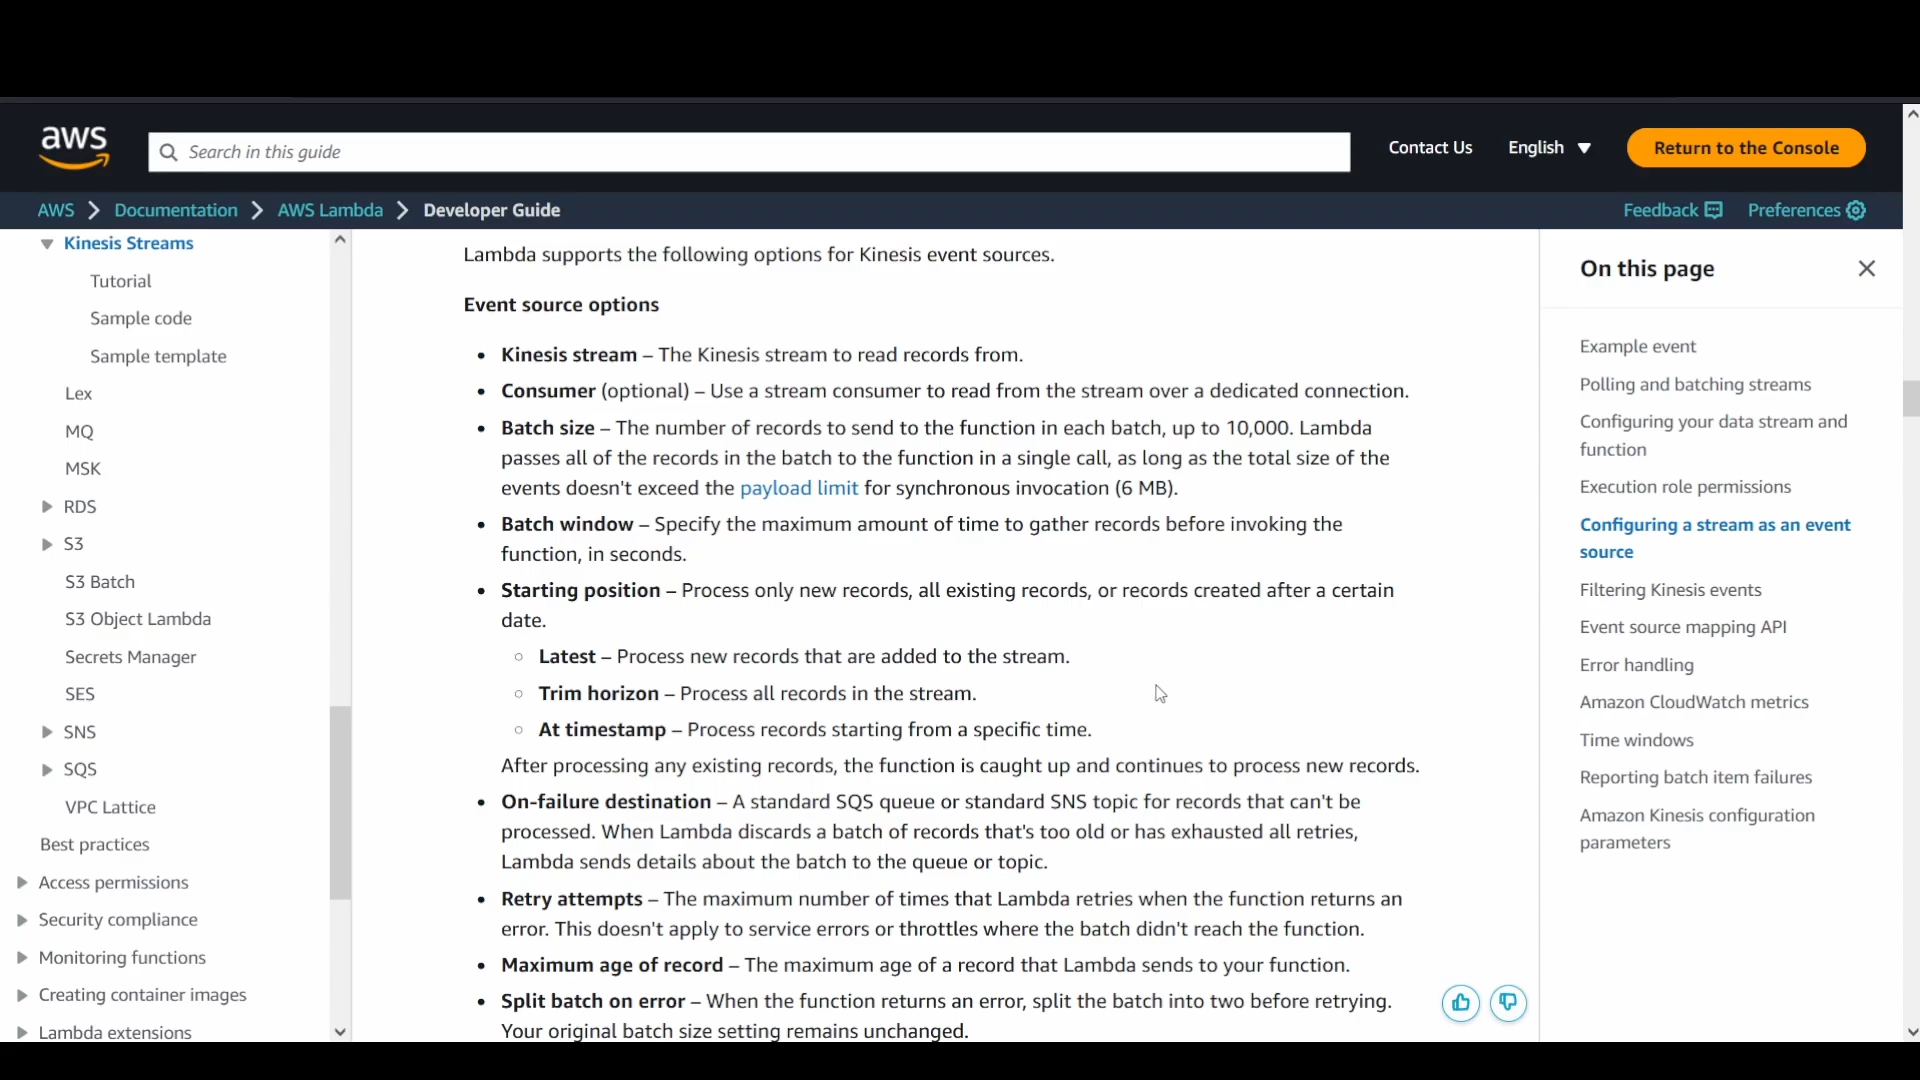 aws
Search in this guide
Contact Us
English
Return to the Console
AWS
Documentation
AWS Lambda
Developer Guide
Feedback
Preferences
Kinesis Streams
Tutorial
Sample code
Sample template
Lex
MQ
MSK
RDS
S3
S3 Batch
S3 Object Lambda
Secrets Manager
SES
SNS
SQS
VPC Lattice
Best practices
Access permissions
Security compliance
Monitoring functions
Creating container images
Lambda extensions
Lambda supports the following options for Kinesis event sources.
Event source options
• Kinesis stream – The Kinesis stream to read records from.
• Consumer (optional) – Use a stream consumer to read from the stream over a dedicated connection.
• Batch size – The number of records to send to the function in each batch, up to 10,000. Lambda
passes all of the records in the batch to the function in a single call, as long as the total size of the
events doesn't exceed the payload limit for synchronous invocation (6 MB).
• Batch window – Specify the maximum amount of time to gather records before invoking the
function, in seconds.
• Starting position – Process only new records, all existing records, or records created after a certain
date.
○ Latest – Process new records that are added to the stream.
○ Trim horizon – Process all records in the stream.
○ At timestamp – Process records starting from a specific time.
After processing any existing records, the function is caught up and continues to process new records.
• On-failure destination – A standard SQS queue or standard SNS topic for records that can't be
processed. When Lambda discards a batch of records that's too old or has exhausted all retries,
Lambda sends details about the batch to the queue or topic.
• Retry attempts – The maximum number of times that Lambda retries when the function returns an
error. This doesn't apply to service errors or throttles where the batch didn't reach the function.
• Maximum age of record – The maximum age of a record that Lambda sends to your function.
• Split batch on error – When the function returns an error, split the batch into two before retrying.
Your original batch size setting remains unchanged.
On this page
Example event
Polling and batching streams
Configuring your data stream and
function
Execution role permissions
Configuring a stream as an event
source
Filtering Kinesis events
Event source mapping API
Error handling
Amazon CloudWatch metrics
Time windows
Reporting batch item failures
Amazon Kinesis configuration
parameters